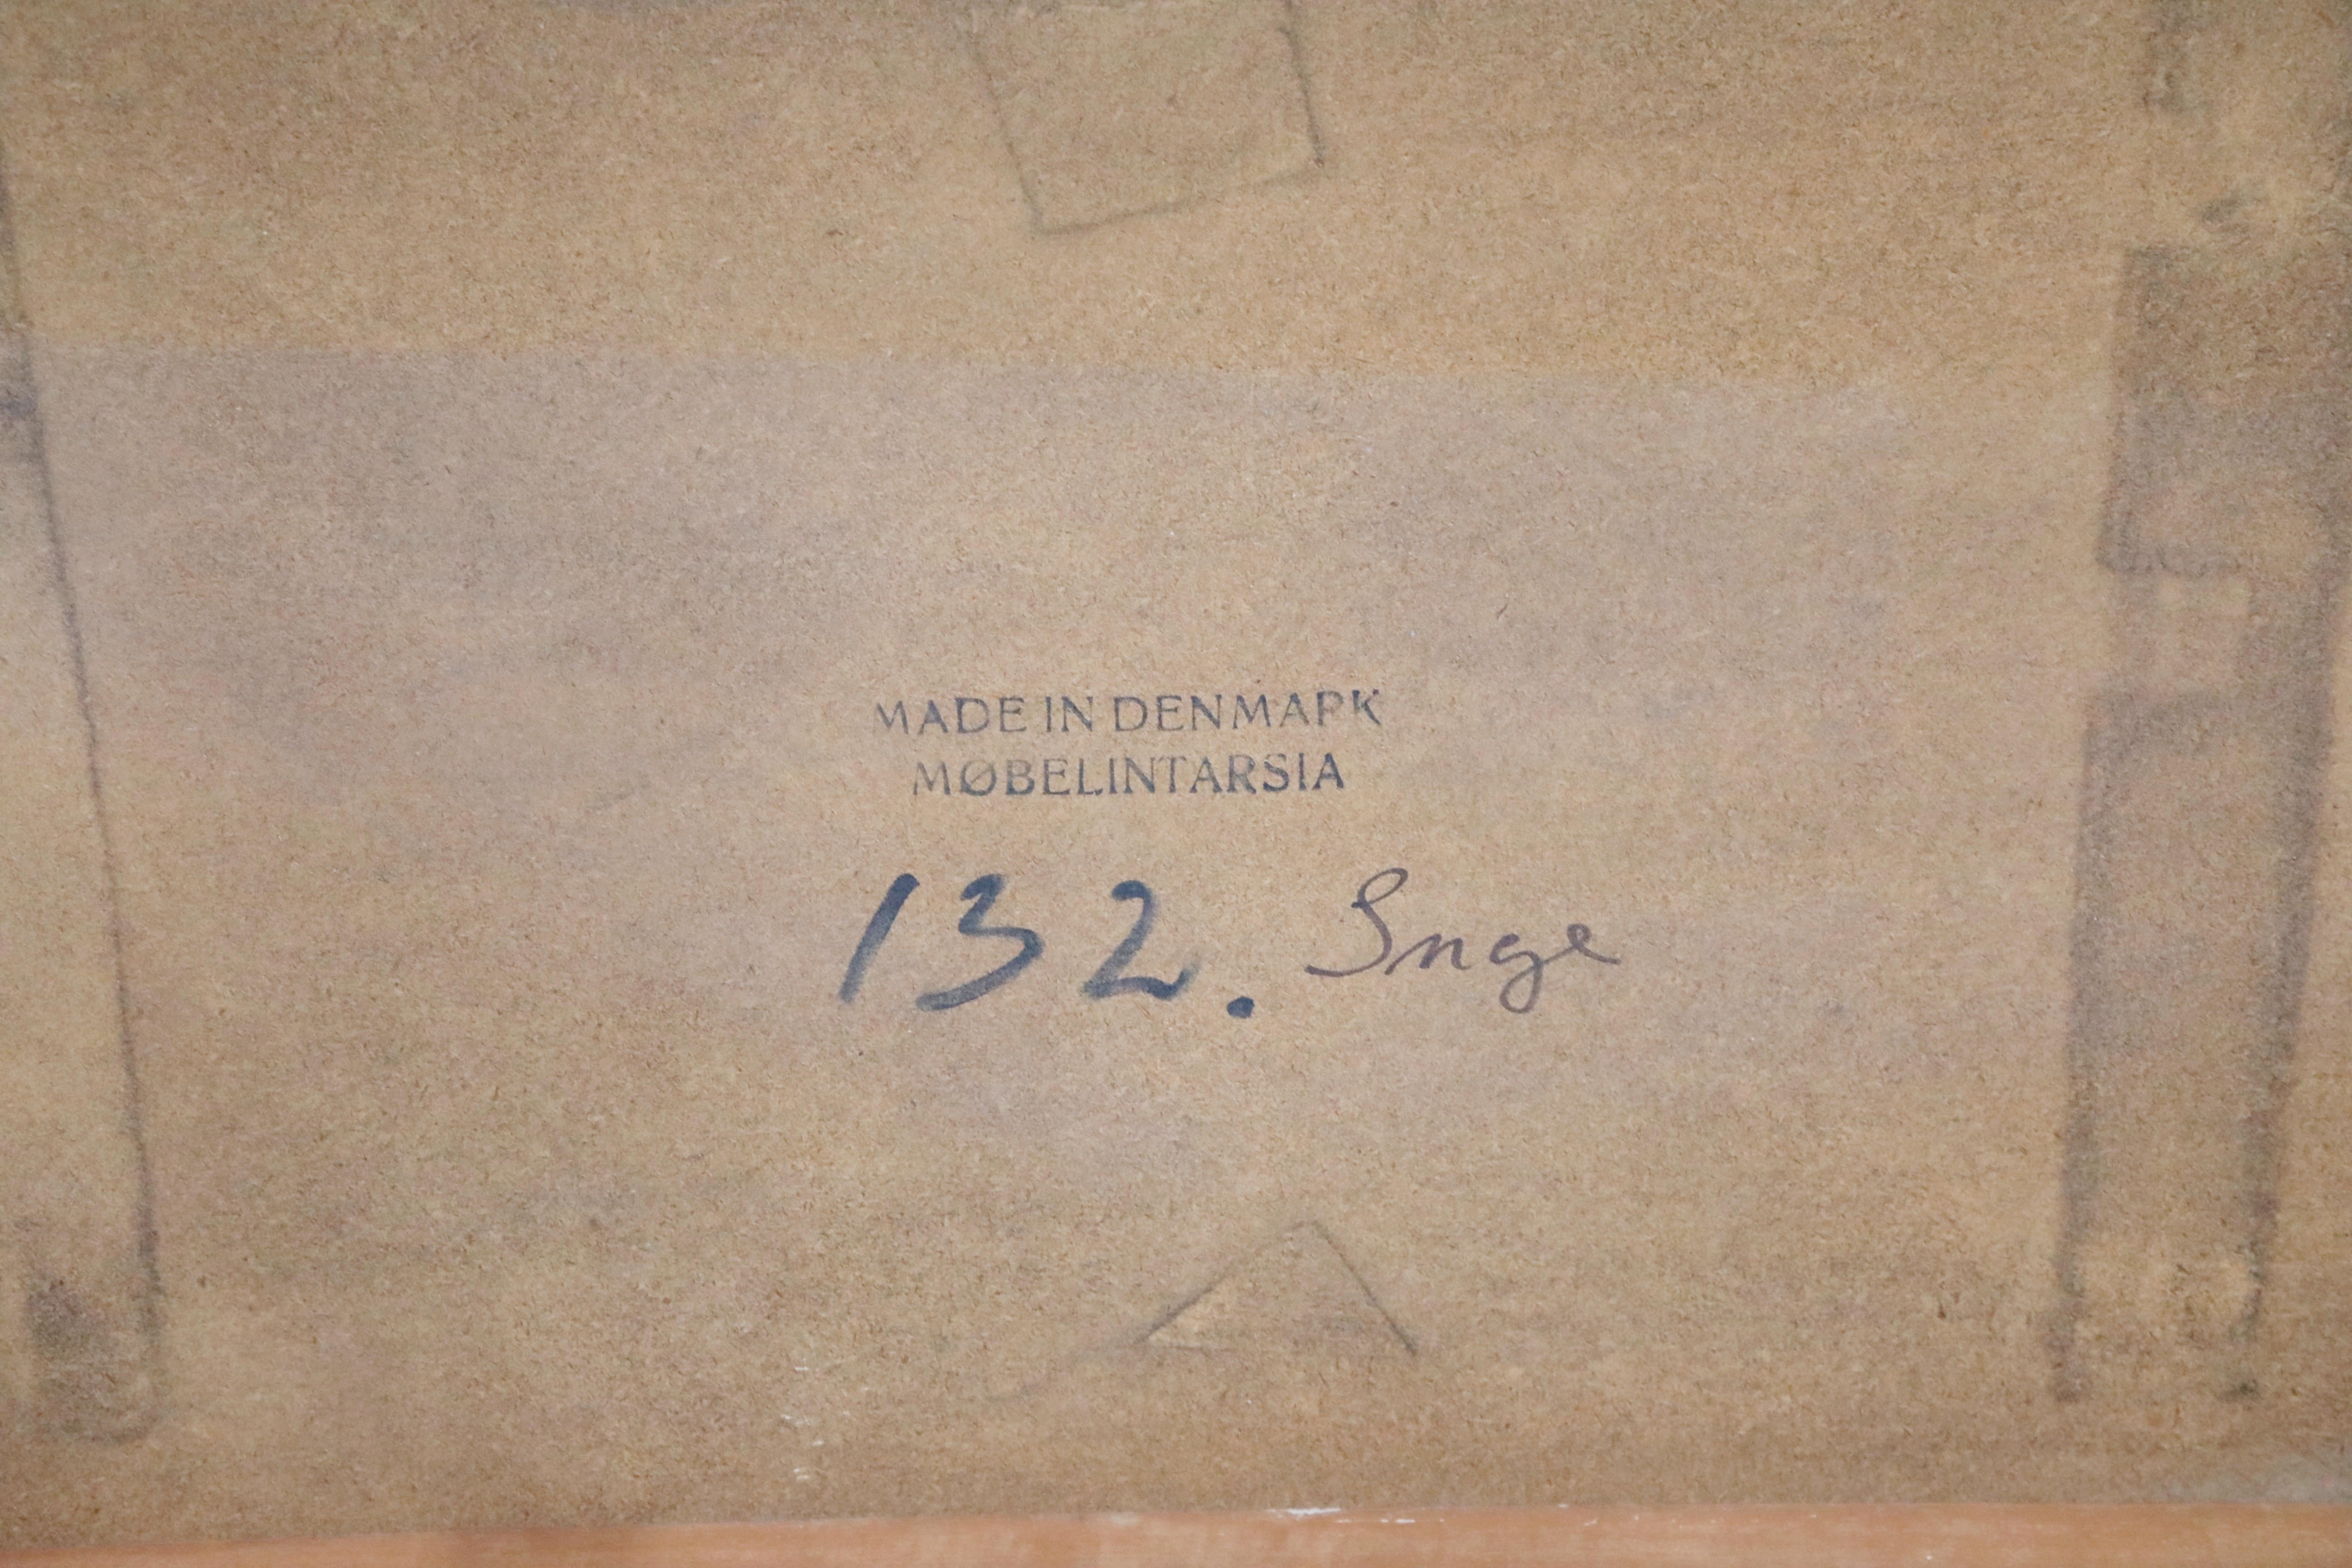 MADE IN DENMARK
MØBELINTARSIA
132. Inge